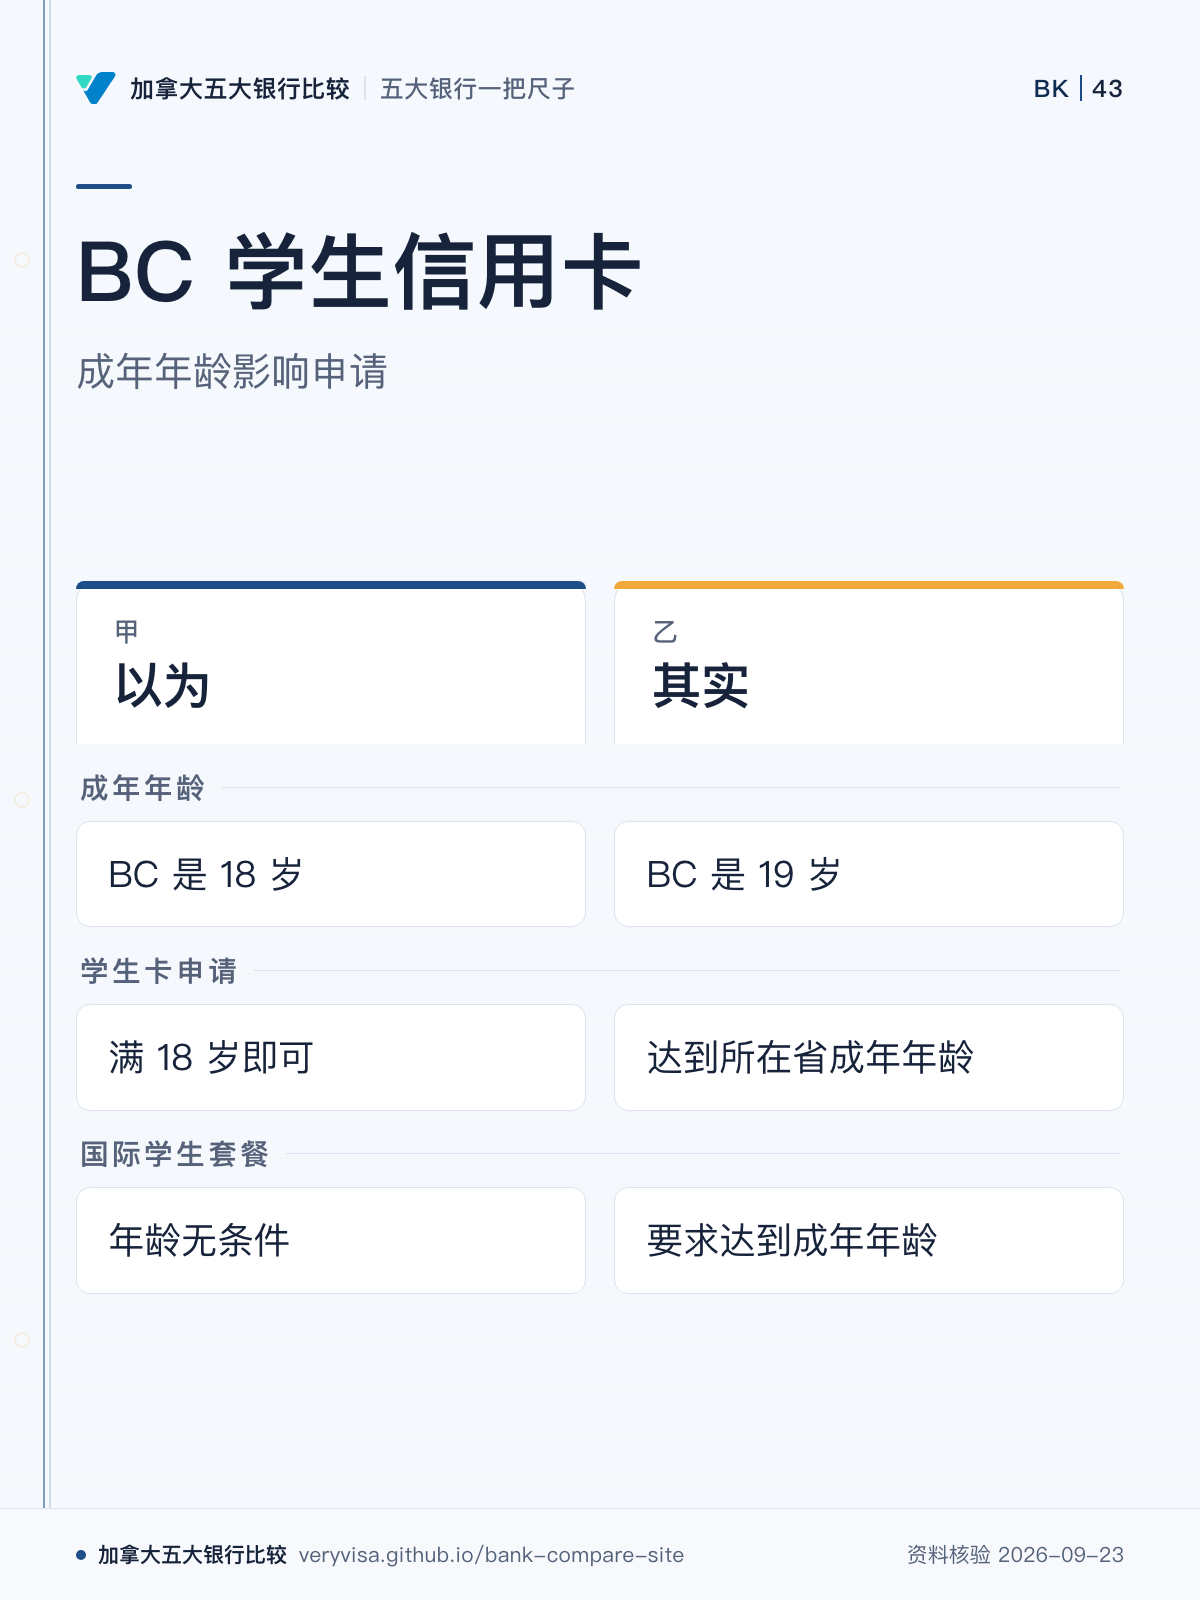 加拿大五大银行比较 五大银行一把尺子 BK 43
BC 学生信用卡
成年年龄影响申请
甲 乙
以为 其实
成年年龄
BC 是 18 岁 BC 是 19 岁
学生卡申请
满 18 岁即可 达到所在省成年年龄
国际学生套餐
年龄无条件 要求达到成年年龄
加拿大五大银行比较 veryvisa.github.io/bank-compare-site 资料核验 2026-09-23